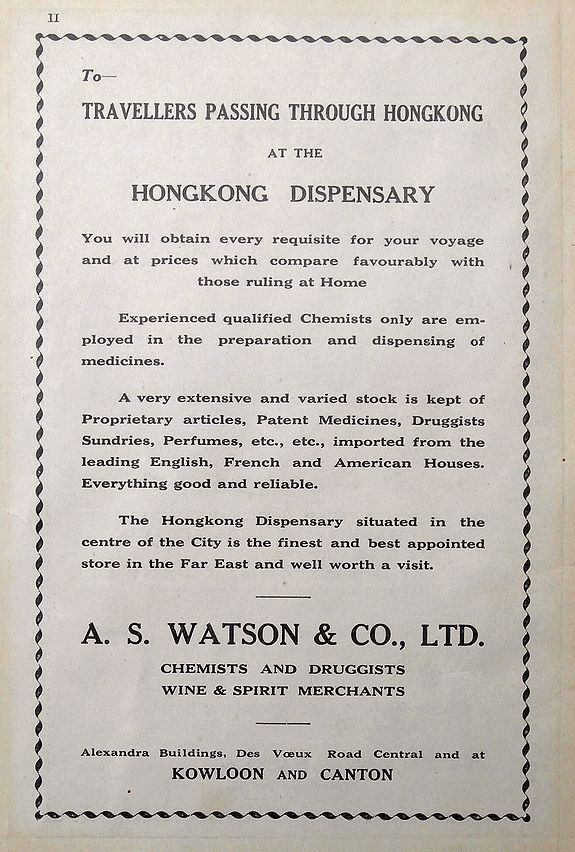 II
To—
TRAVELLERS PASSING THROUGH HONGKONG
AT THE
HONGKONG DISPENSARY
You will obtain every requisite for your voyage
and at prices which compare favourably with
those ruling at Home
Experienced qualified Chemists only are em-
ployed in the preparation and dispensing of
medicines.
A very extensive and varied stock is kept of
Proprietary articles, Patent Medicines, Druggists
Sundries, Perfumes, etc., etc., imported from the
leading English, French and American Houses.
Everything good and reliable.
The Hongkong Dispensary situated in the
centre of the City is the finest and best appointed
store in the Far East and well worth a visit.
A. S. WATSON & CO., LTD.
CHEMISTS AND DRUGGISTS
WINE & SPIRIT MERCHANTS
Alexandra Buildings, Des Vœux Road Central and at
KOWLOON AND CANTON